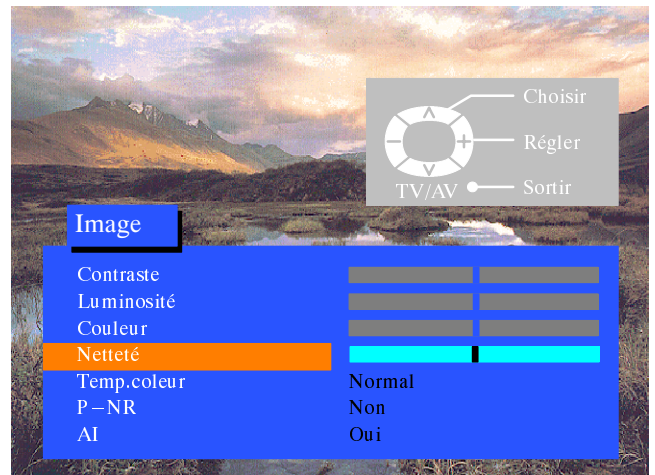 Choisir
Régler
TV/AV Sortir
Image
Contraste
Luminosité
Couleur
Netteté
Temp.coleur Normal
P−NR Non
AI Oui